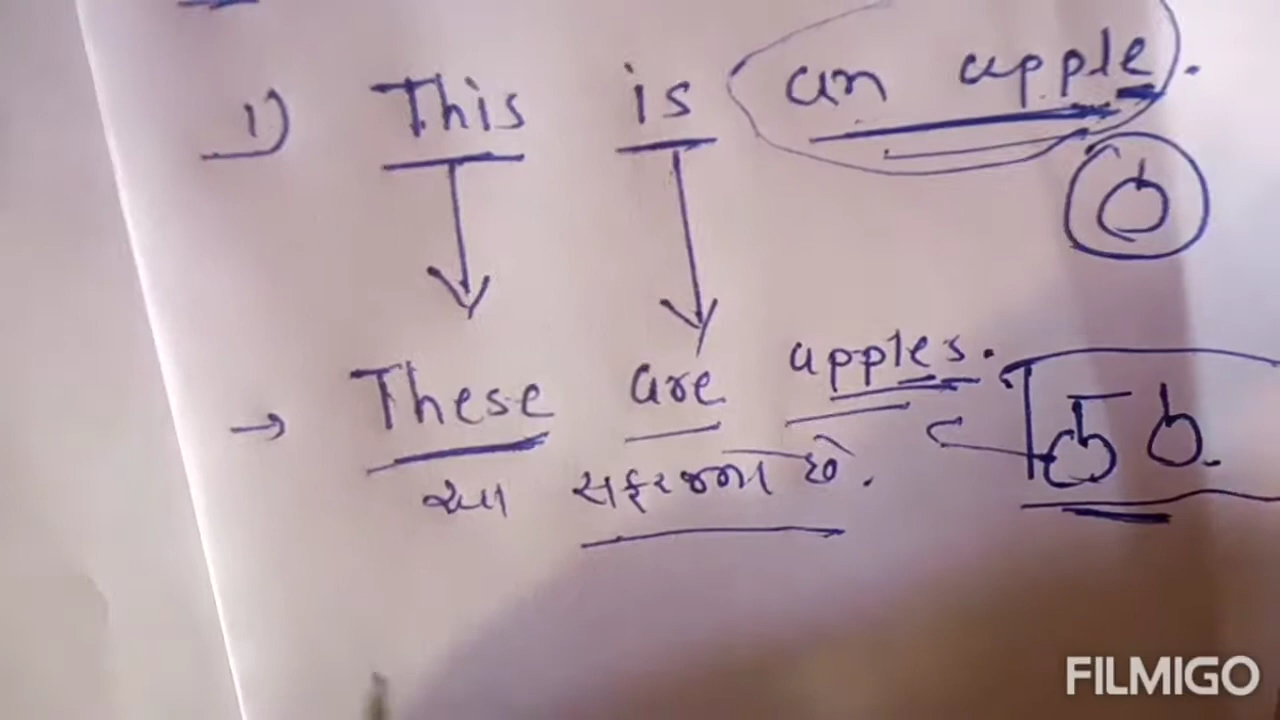 1) This is an apple.
→ These are apples.
આ સફરજનો છે.
FILMIGO